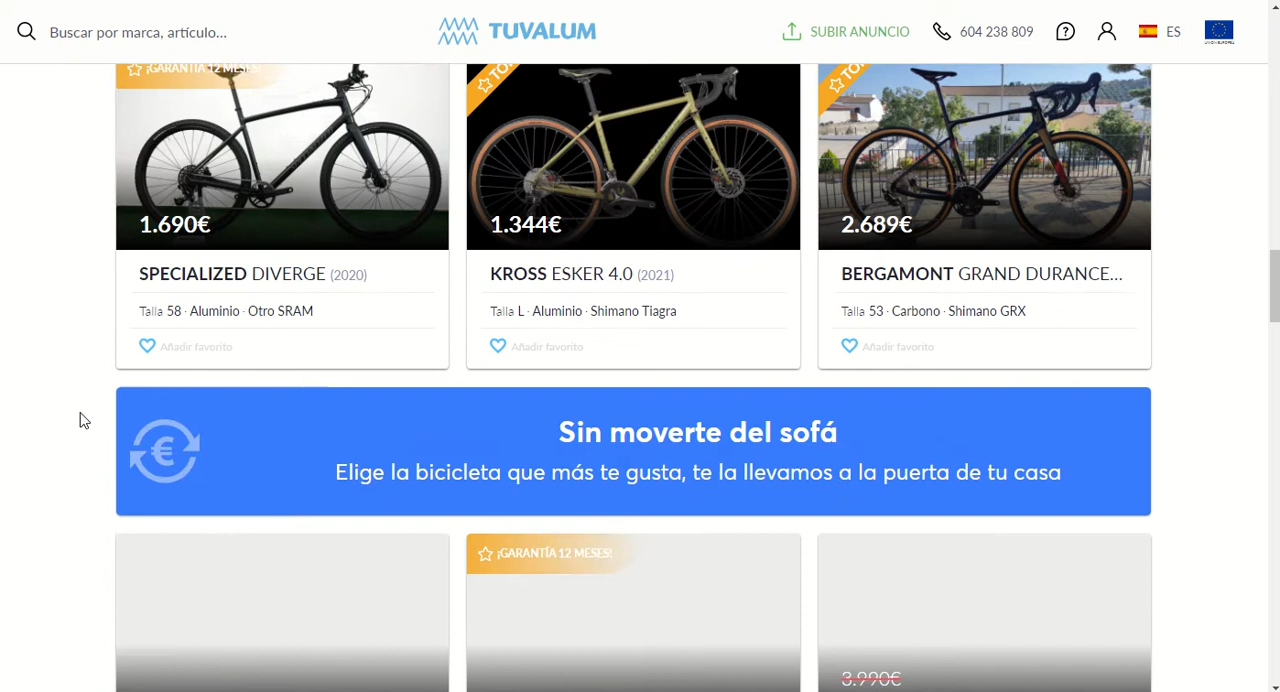 Buscar por marca, artículo...
TUVALUM
SUBIR ANUNCIO
604 238 809
ES
¡GARANTÍA 12 MESES!
1.690€
1.344€
2.689€
SPECIALIZED DIVERGE (2020)
KROSS ESKER 4.0 (2021)
BERGAMONT GRAND DURANCE...
Talla 58 · Aluminio · Otro SRAM
Talla L · Aluminio · Shimano Tiagra
Talla 53 · Carbono · Shimano GRX
Añadir favorito
Añadir favorito
Añadir favorito
Sin moverte del sofá
Elige la bicicleta que más te gusta, te la llevamos a la puerta de tu casa
¡GARANTÍA 12 MESES!
3.990€